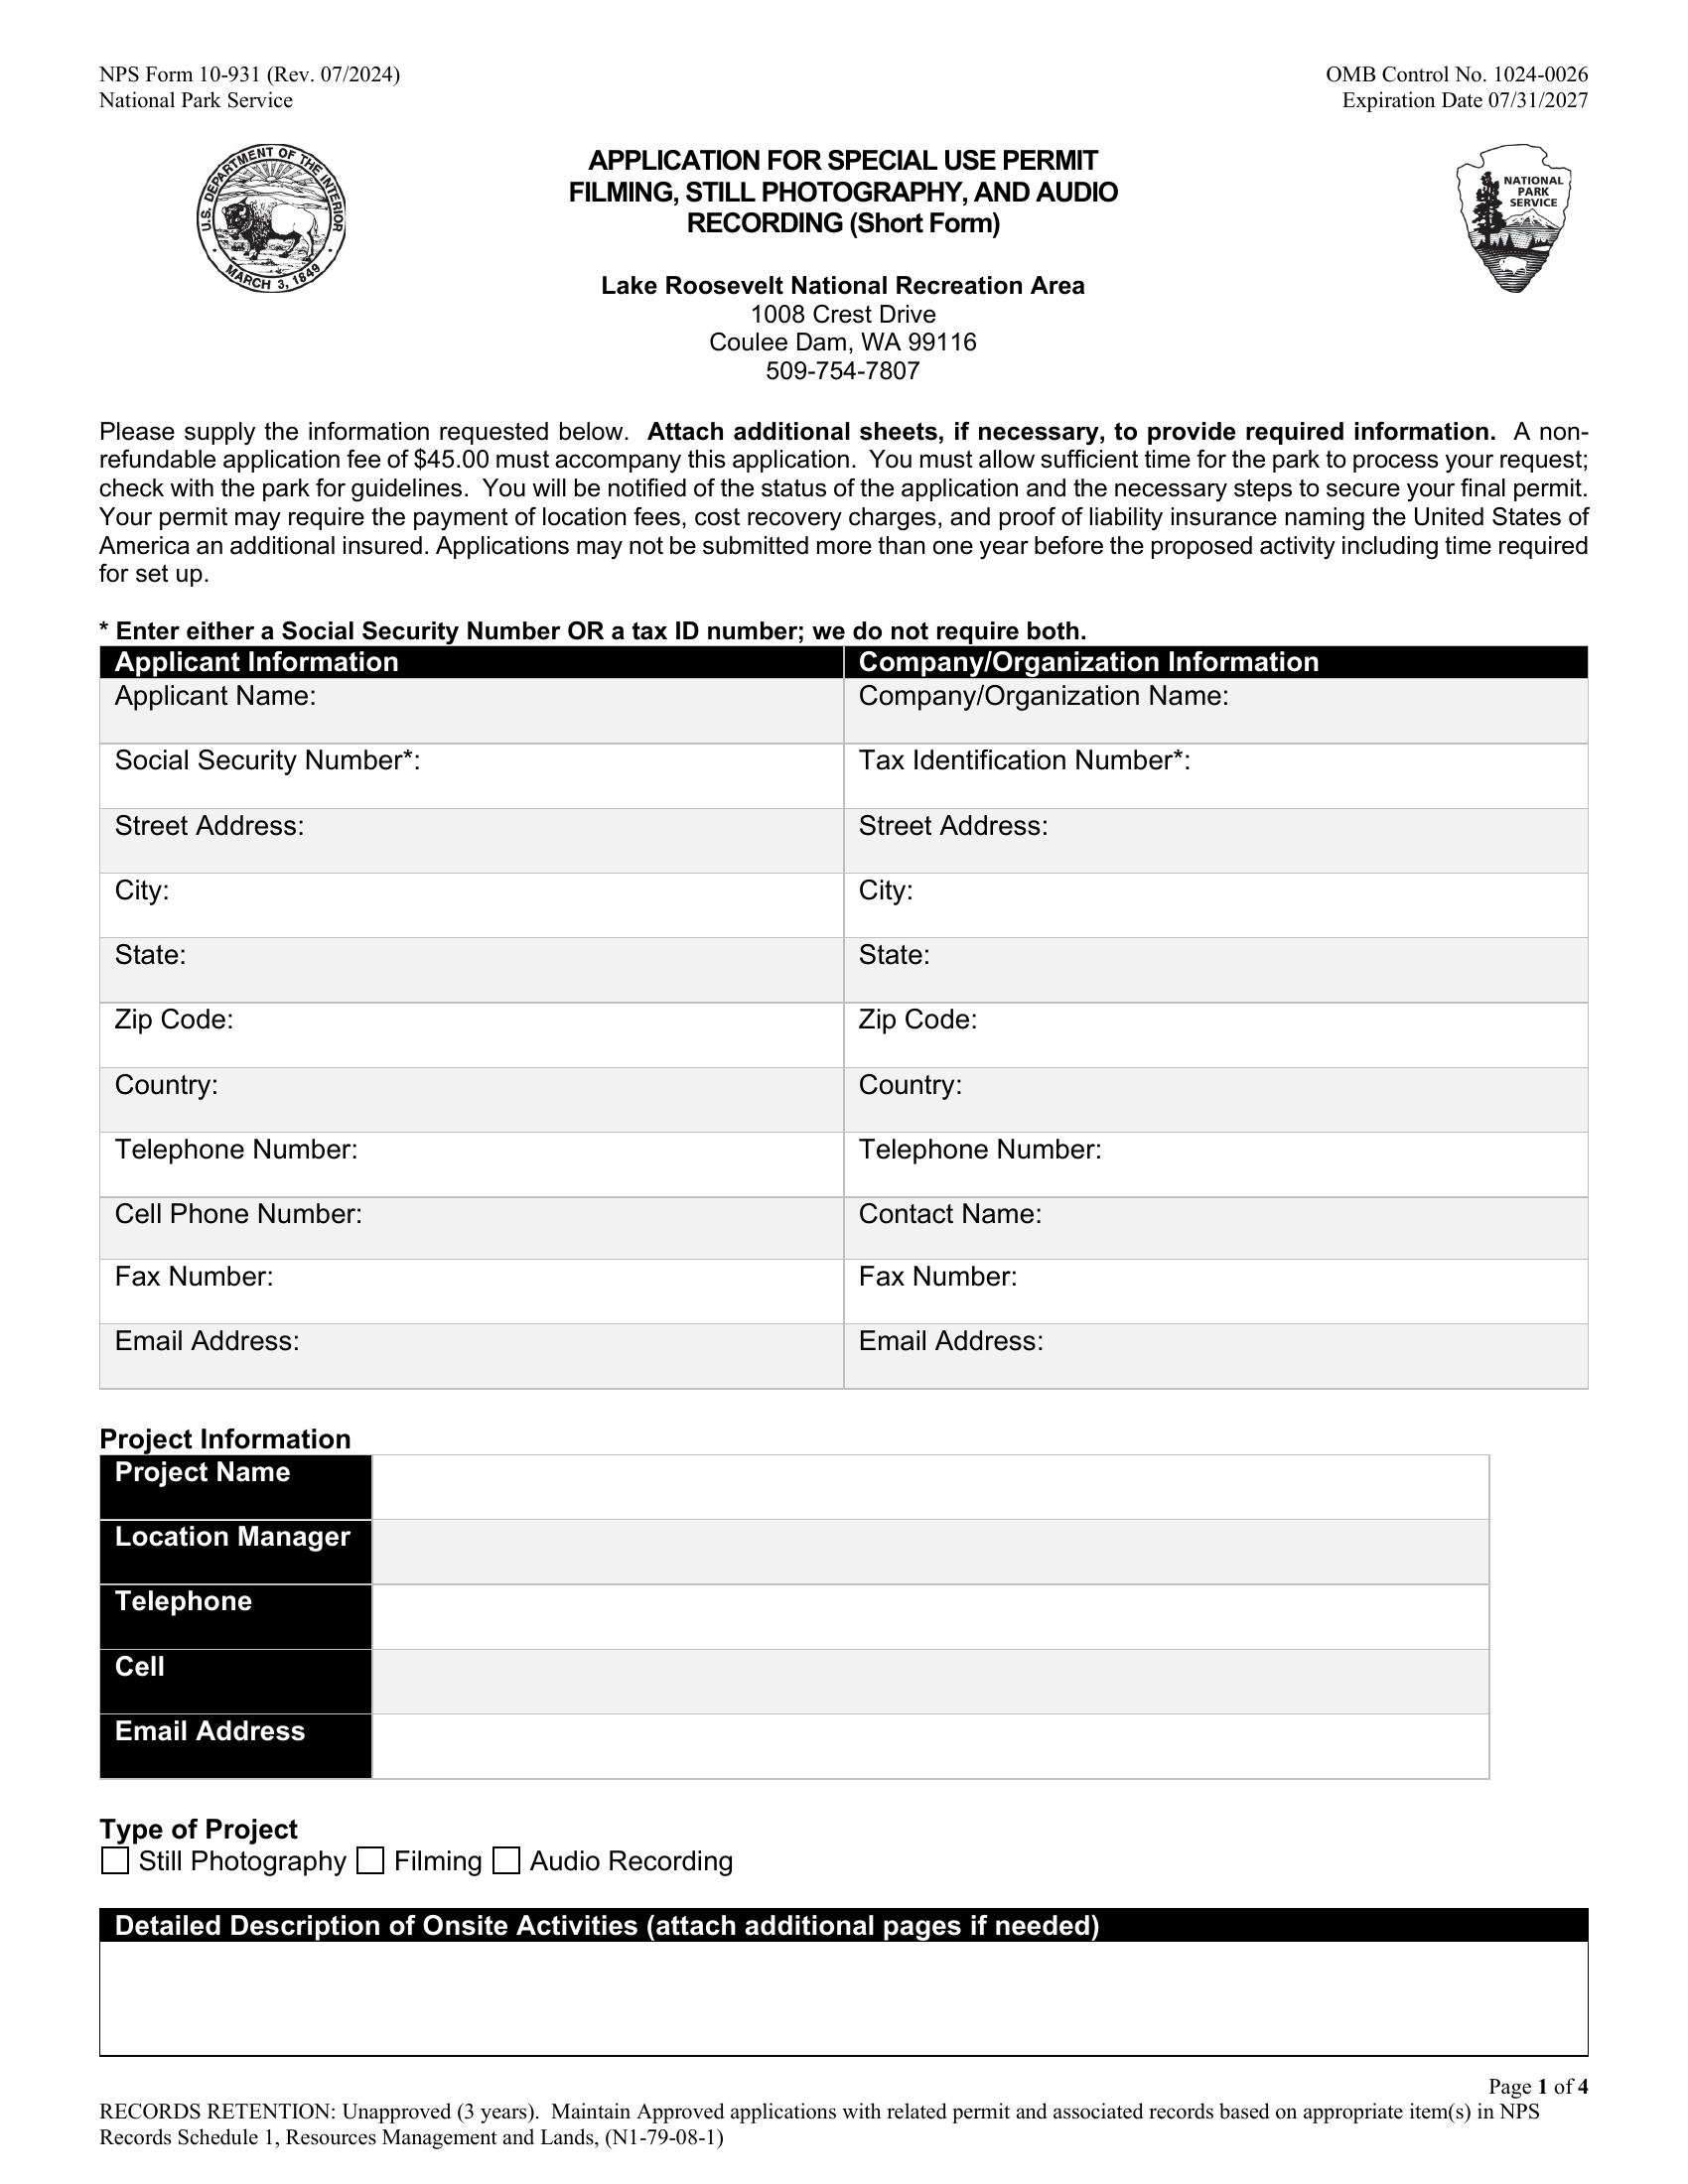 NPS Form 10-931 (Rev. 07/2024)
National Park Service
OMB Control No. 1024-0026
Expiration Date 07/31/2027
U.S. DEPARTMENT OF THE INTERIOR
MARCH 3, 1849
APPLICATION FOR SPECIAL USE PERMIT
FILMING, STILL PHOTOGRAPHY, AND AUDIO
RECORDING (Short Form)
NATIONAL
PARK
SERVICE
Lake Roosevelt National Recreation Area
1008 Crest Drive
Coulee Dam, WA 99116
509-754-7807
Please supply the information requested below. Attach additional sheets, if necessary, to provide required information. A non-
refundable application fee of $45.00 must accompany this application. You must allow sufficient time for the park to process your request;
check with the park for guidelines. You will be notified of the status of the application and the necessary steps to secure your final permit.
Your permit may require the payment of location fees, cost recovery charges, and proof of liability insurance naming the United States of
America an additional insured. Applications may not be submitted more than one year before the proposed activity including time required
for set up.
* Enter either a Social Security Number OR a tax ID number; we do not require both.
Applicant Information
Company/Organization Information
Applicant Name:
Company/Organization Name:
Social Security Number*:
Tax Identification Number*:
Street Address:
Street Address:
City:
City:
State:
State:
Zip Code:
Zip Code:
Country:
Country:
Telephone Number:
Telephone Number:
Cell Phone Number:
Contact Name:
Fax Number:
Fax Number:
Email Address:
Email Address:
Project Information
Project Name
Location Manager
Telephone
Cell
Email Address
Type of Project
Still Photography Filming Audio Recording
Detailed Description of Onsite Activities (attach additional pages if needed)
Page 1 of 4
RECORDS RETENTION: Unapproved (3 years). Maintain Approved applications with related permit and associated records based on appropriate item(s) in NPS
Records Schedule 1, Resources Management and Lands, (N1-79-08-1)